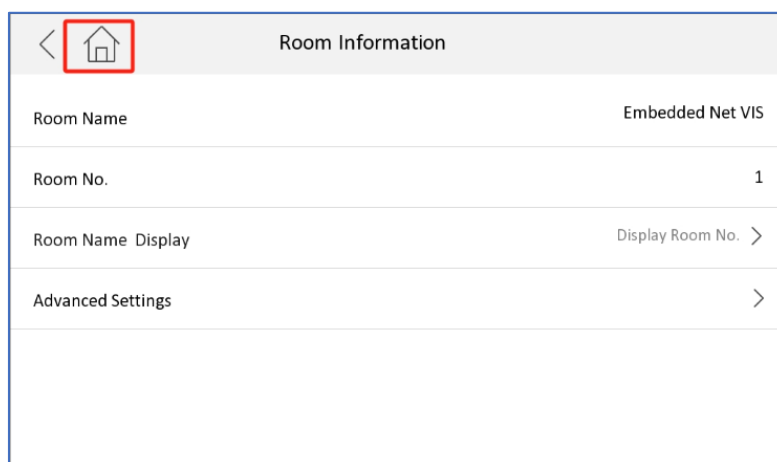 Room Information
Room Name Embedded Net VIS
Room No. 1
Room Name Display Display Room No.
Advanced Settings